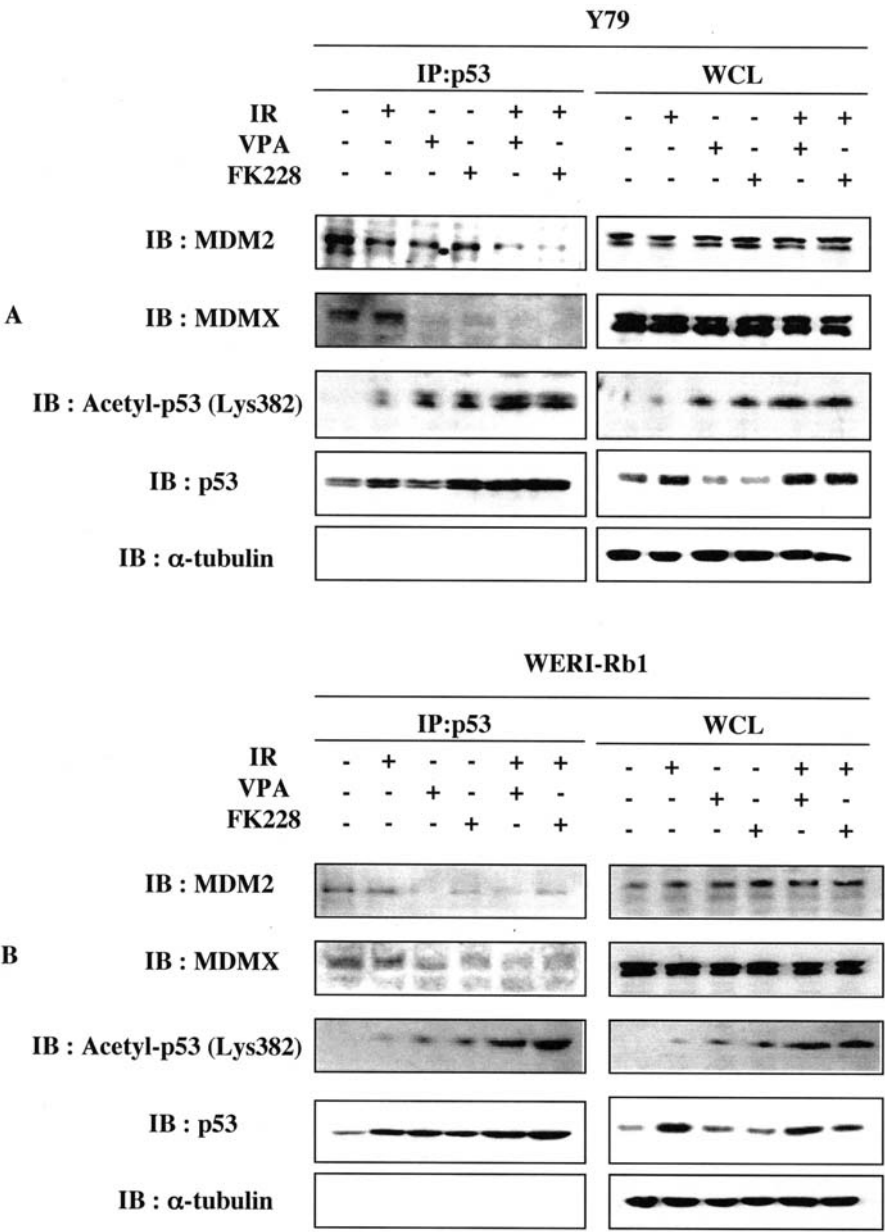 Y79
IP:p53 WCL
IR - + - - + + - + - - + +
VPA - - + - + - - - + - + -
FK228 - - - + - + - - - + - +
IB : MDM2
A IB : MDMX
IB : Acetyl-p53 (Lys382)
IB : p53
IB : α-tubulin
WERI-Rb1
IP:p53 WCL
IR - + - - + + - + - - + +
VPA - - + - + - - - + - + -
FK228 - - - + - + - - - + - +
IB : MDM2
B IB : MDMX
IB : Acetyl-p53 (Lys382)
IB : p53
IB : α-tubulin